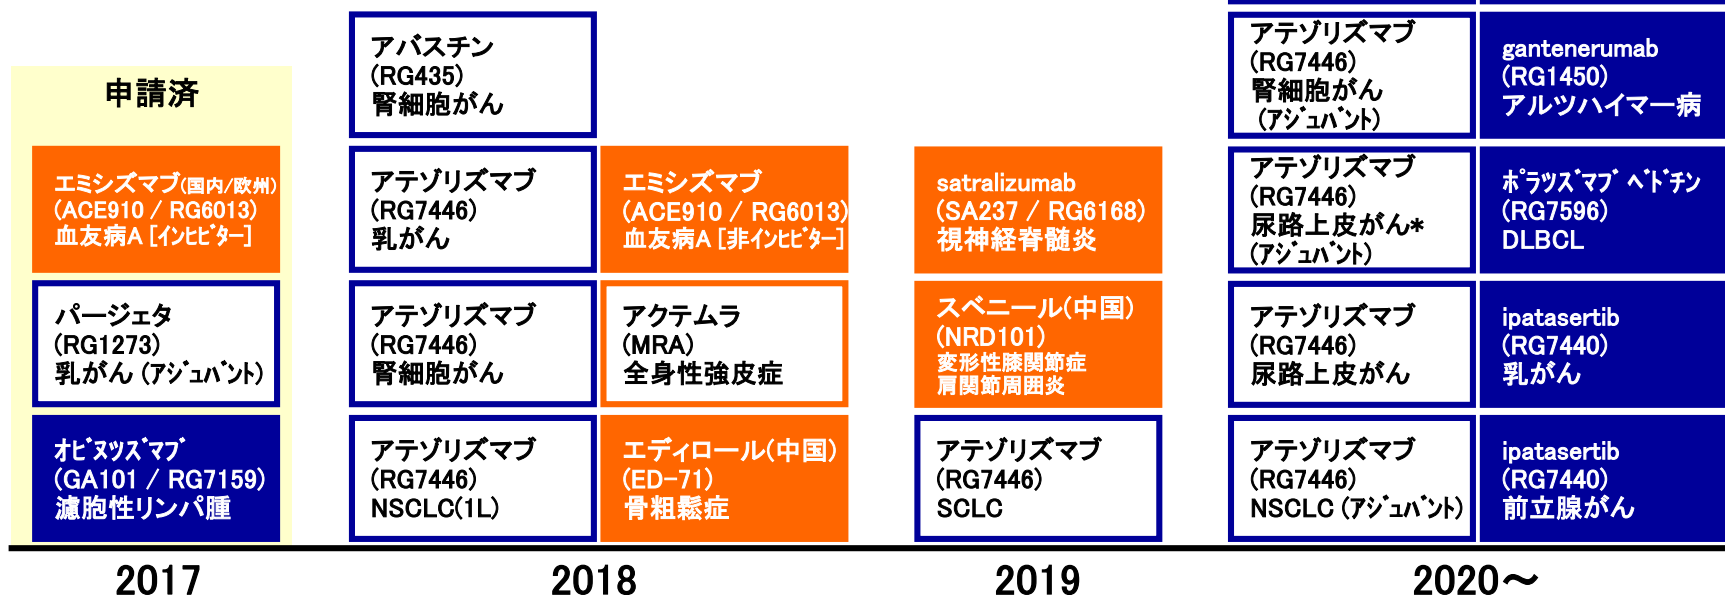 申請済
エミシズマブ(国内/欧州)
(ACE910 / RG6013)
血友病A [ｲﾝﾋﾋﾞﾀｰ]
パージェタ
(RG1273)
乳がん (ｱｼﾞｭﾊﾞﾝﾄ)
ｵﾋﾞﾇﾂｽﾞﾏﾌﾞ
(GA101 / RG7159)
濾胞性リンパ腫
2017
アバスチン
(RG435)
腎細胞がん
アテゾリズマブ
(RG7446)
乳がん
アテゾリズマブ
(RG7446)
腎細胞がん
アテゾリズマブ
(RG7446)
NSCLC(1L)
エミシズマブ
(ACE910 / RG6013)
血友病A [非ｲﾝﾋﾋﾞﾀｰ]
アクテムラ
(MRA)
全身性強皮症
エディロール(中国)
(ED-71)
骨粗鬆症
2018
satralizumab
(SA237 / RG6168)
視神経脊髄炎
スベニール(中国)
(NRD101)
変形性膝関節症
肩関節周囲炎
アテゾリズマブ
(RG7446)
SCLC
2019
アテゾリズマブ
(RG7446)
腎細胞がん
(ｱｼﾞｭﾊﾞﾝﾄ)
アテゾリズマブ
(RG7446)
尿路上皮がん*
(ｱｼﾞｭﾊﾞﾝﾄ)
アテゾリズマブ
(RG7446)
尿路上皮がん
アテゾリズマブ
(RG7446)
NSCLC (ｱｼﾞｭﾊﾞﾝﾄ)
gantenerumab
(RG1450)
アルツハイマー病
ﾎﾟﾗﾂｽﾞﾏﾌﾞ ﾍﾞﾄﾞﾁﾝ
(RG7596)
DLBCL
ipatasertib
(RG7440)
乳がん
ipatasertib
(RG7440)
前立腺がん
2020～